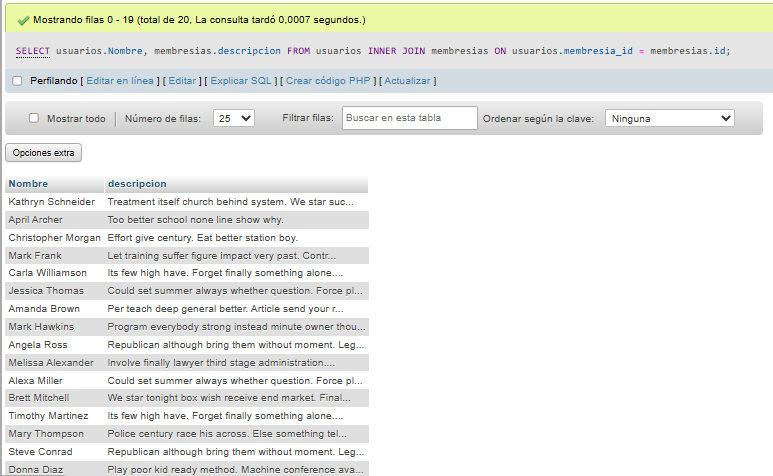 Mostrando filas 0 - 19 (total de 20, La consulta tardó 0,0007 segundos.)
SELECT usuarios.Nombre, membresias.descripcion FROM usuarios INNER JOIN membresias ON usuarios.membresia_id = membresias.id;
Perfilando [ Editar en línea ] [ Editar ] [ Explicar SQL ] [ Crear código PHP ] [ Actualizar ]
Mostrar todo Número de filas: 25 Filtrar filas: Buscar en esta tabla Ordenar según la clave: Ninguna
Opciones extra
Nombre descripcion
Kathryn Schneider Treatment itself church behind system. We star suc...
April Archer Too better school none line show why.
Christopher Morgan Effort give century. Eat better station boy.
Mark Frank Let training suffer figure impact very past. Contr...
Carla Williamson Its few high have. Forget finally something alone....
Jessica Thomas Could set summer always whether question. Force pl...
Amanda Brown Per teach deep general better. Article send your r...
Mark Hawkins Program everybody strong instead minute owner thou...
Angela Ross Republican although bring them without moment. Leg...
Melissa Alexander Involve finally lawyer third stage administration....
Alexa Miller Could set summer always whether question. Force pl...
Brett Mitchell We star tonight box wish receive end market. Final...
Timothy Martinez Its few high have. Forget finally something alone....
Mary Thompson Police century race his across. Else something tel...
Steve Conrad Republican although bring them without moment. Leg...
Donna Diaz Play poor kid ready method. Machine conference ava...